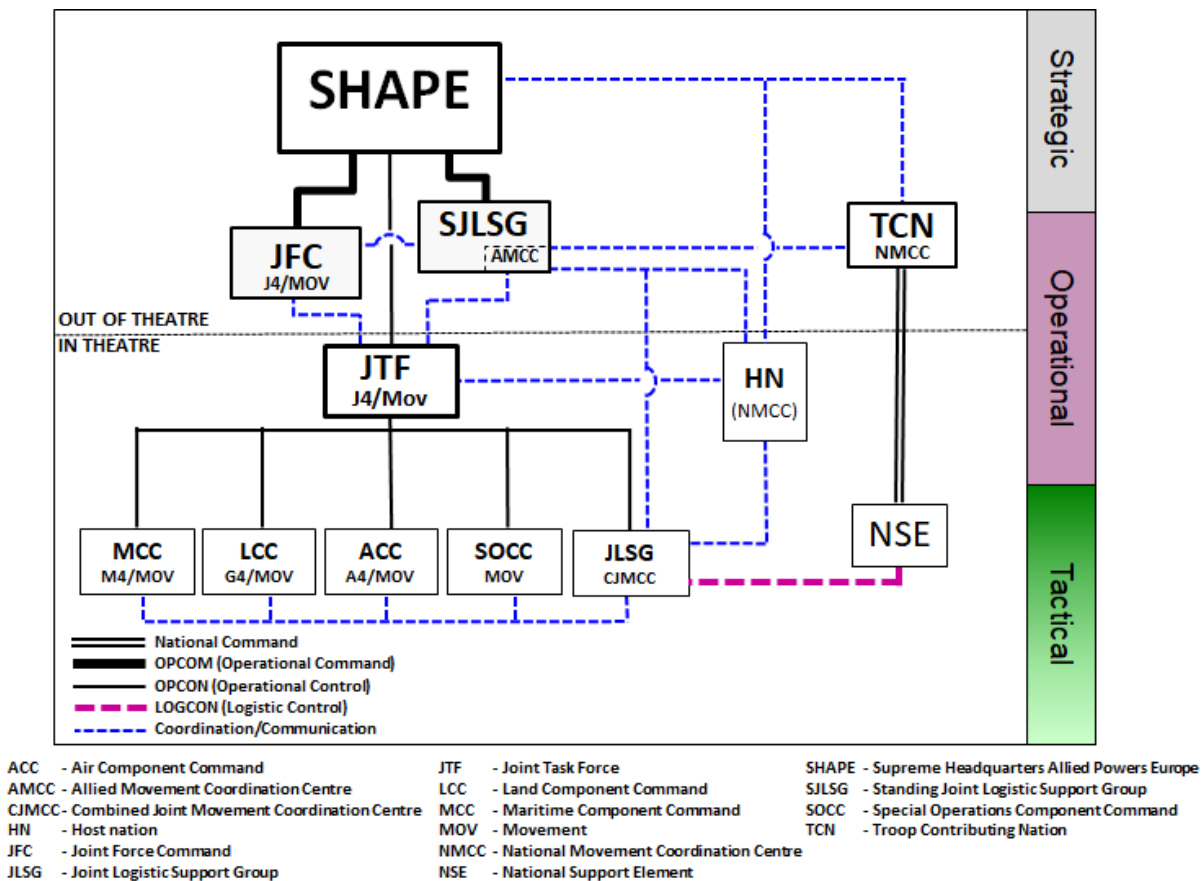 SHAPE
Strategic
SJLSG
AMCC
TCN
NMCC
JFC
J4/MOV
Operational
OUT OF THEATRE
IN THEATRE
JTF
J4/Mov
HN
(NMCC)
MCC
M4/MOV
LCC
G4/MOV
ACC
A4/MOV
SOCC
MOV
JLSG
CJMCC
NSE
Tactical
National Command
OPCOM (Operational Command)
OPCON (Operational Control)
LOGCON (Logistic Control)
Coordination/Communication
ACC - Air Component Command
AMCC - Allied Movement Coordination Centre
CJMCC - Combined Joint Movement Coordination Centre
HN - Host nation
JFC - Joint Force Command
JLSG - Joint Logistic Support Group
JTF - Joint Task Force
LCC - Land Component Command
MCC - Maritime Component Command
MOV - Movement
NMCC - National Movement Coordination Centre
NSE - National Support Element
SHAPE - Supreme Headquarters Allied Powers Europe
SJLSG - Standing Joint Logistic Support Group
SOCC - Special Operations Component Command
TCN - Troop Contributing Nation